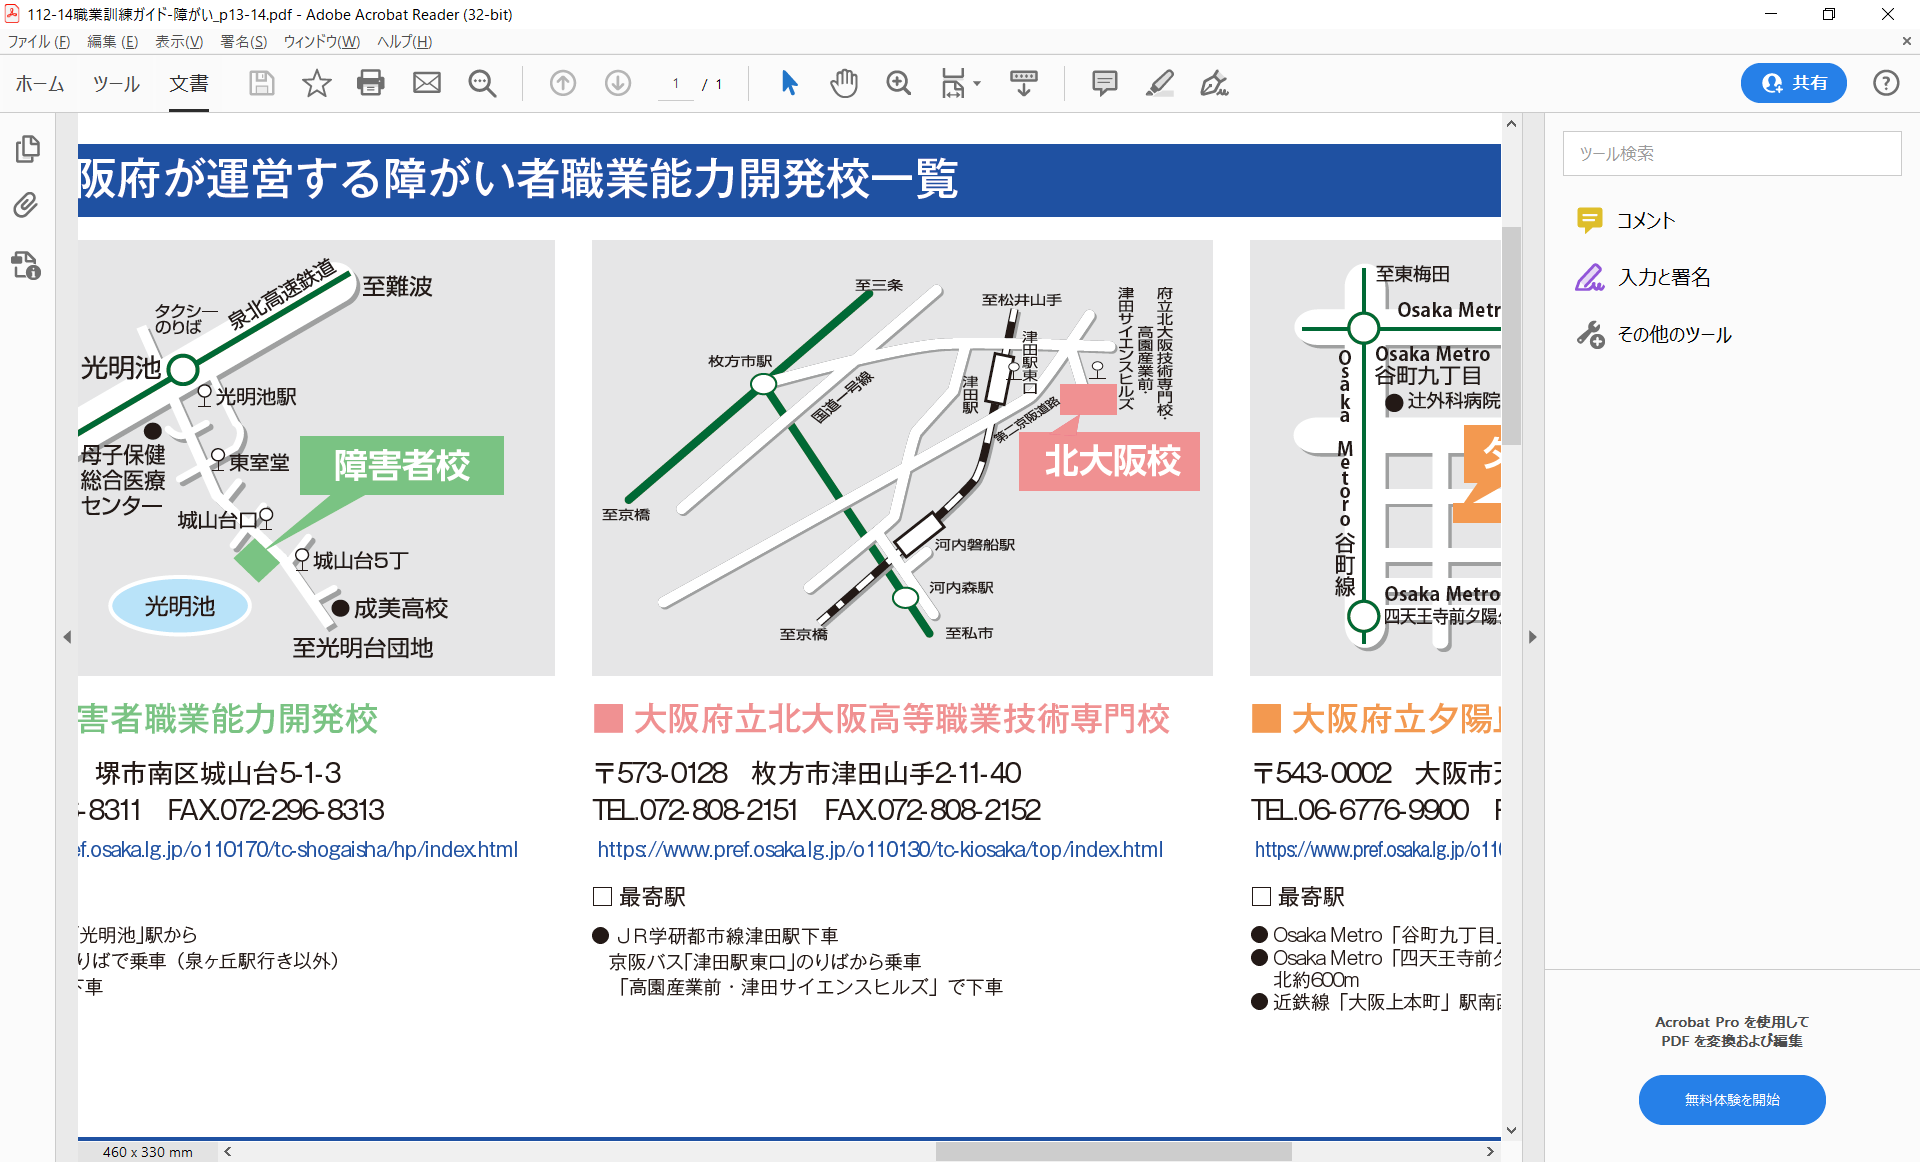 112-14職業訓練ガイド-障がい_p13-14.pdf - Adobe Acrobat Reader (32-bit)
ファイル (F) 編集 (E) 表示(V) 署名(S) ウィンドウ(W) ヘルプ(H)
ホーム ツール 文書 1 / 1 共有
阪府が運営する障がい者職業能力開発校一覧
至難波
泉北高速鉄道
タクシー
のりば
光明池
光明池駅
母子保健
総合医療
センター
東室堂
障害者校
城山台口
城山台5丁
光明池
成美高校
至光明台団地
至三条
至松井山手
津田駅東口
津田サイエンスヒルズ
高園産業前・
府立北大阪技術専門校・
枚方市駅
国道一号線
津田駅
第二京阪道路
北大阪校
至京橋
河内磐船駅
河内森駅
至京橋
至私市
至東梅田
Osaka Metr
Osaka Metro
谷町九丁目
辻外科病院
Osaka Metoro 谷町線
夕
Osaka Metro
四天王寺前夕陽
害者職業能力開発校
堺市南区城山台5-1-3
-8311 FAX.072-296-8313
ef.osaka.lg.jp/o110170/tc-shogaisha/hp/index.html
「光明池」駅から
りばで乗車（泉ヶ丘駅行き以外）
下車
■ 大阪府立北大阪高等職業技術専門校
〒573-0128 枚方市津田山手2-11-40
TEL.072-808-2151 FAX.072-808-2152
https://www.pref.osaka.lg.jp/o110130/tc-kiosaka/top/index.html
□ 最寄駅
● ＪＲ学研都市線津田駅下車
京阪バス「津田駅東口」のりばから乗車
「高園産業前・津田サイエンスヒルズ」で下車
■ 大阪府立夕陽
〒543-0002 大阪市天
TEL.06-6776-9900 F
https://www.pref.osaka.lg.jp/o11
□ 最寄駅
● Osaka Metro「谷町九丁目」
● Osaka Metro「四天王寺前夕
北約600m
● 近鉄線「大阪上本町」駅南西
460 x 330 mm
ツール検索
コメント
入力と署名
その他のツール
Acrobat Pro を使用して
PDF を変換および編集
無料体験を開始